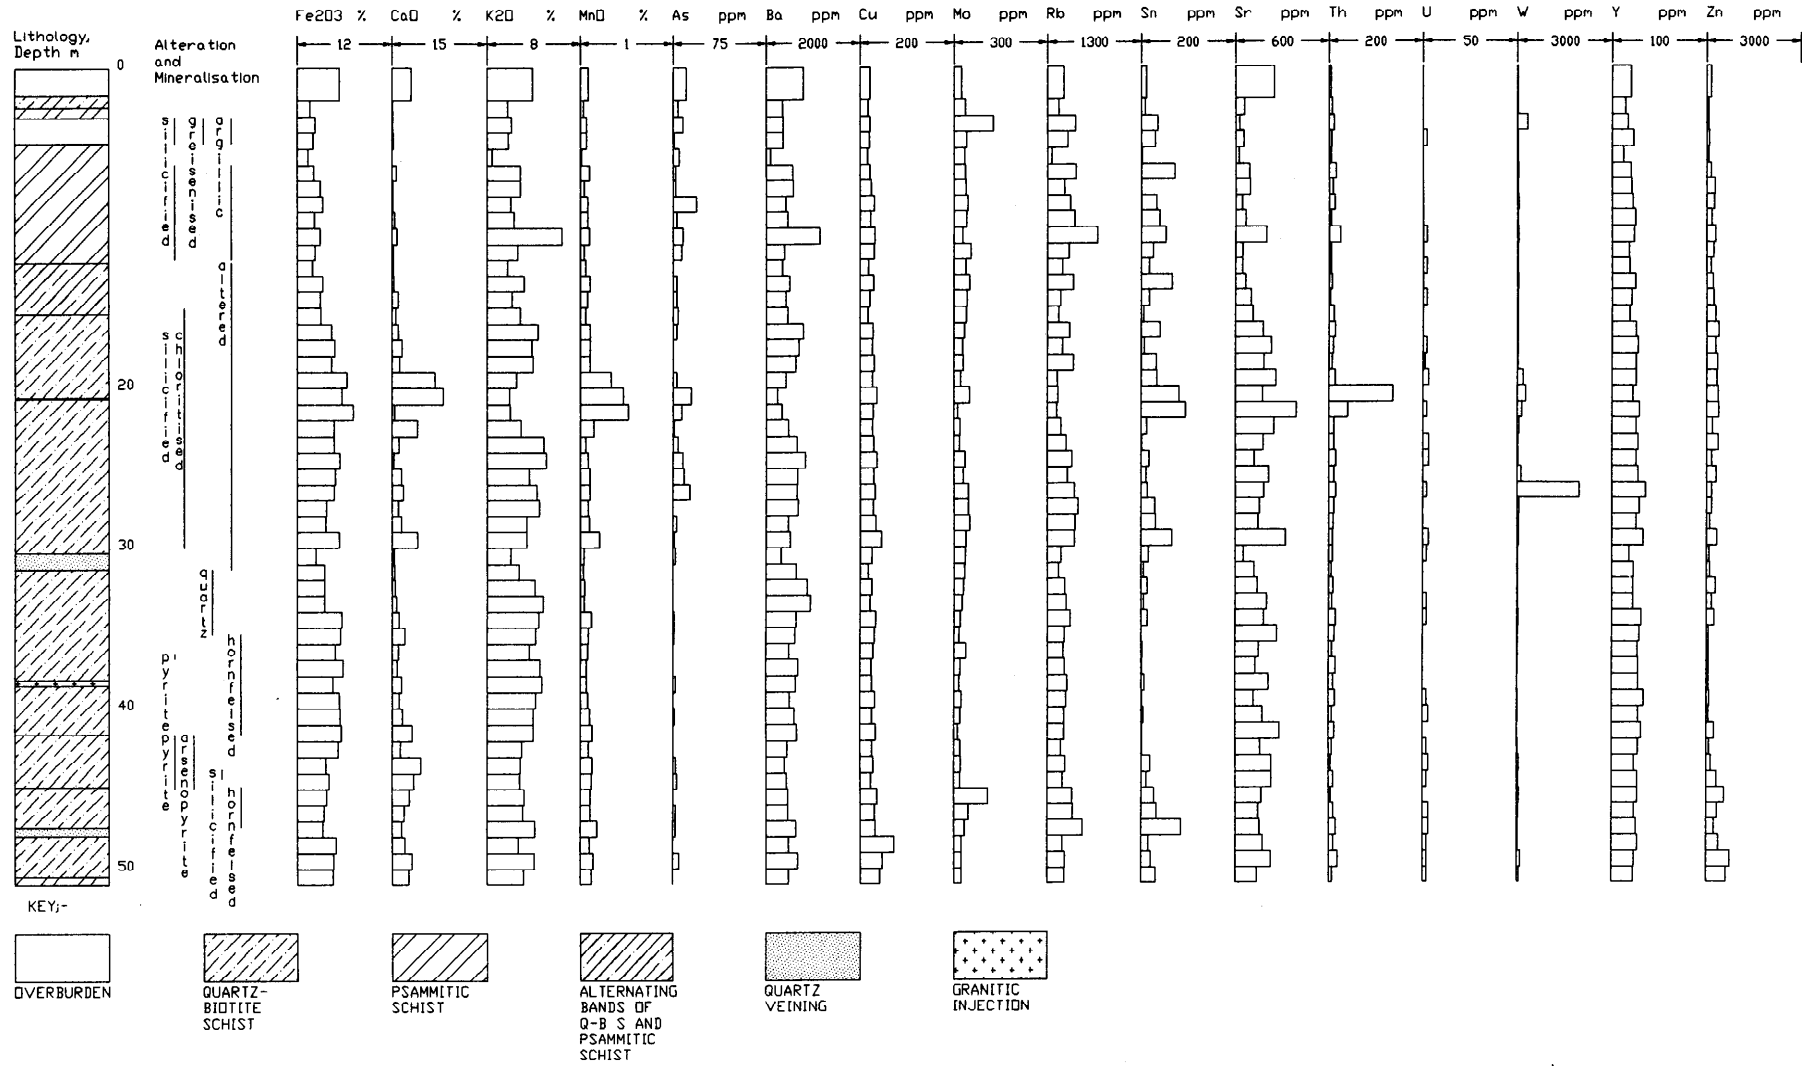 Fe2O3 % CaO % K2O % MnO % As ppm Ba ppm Cu ppm Mo ppm Rb ppm Sn ppm Sr ppm Th ppm U ppm W ppm Y ppm Zn ppm
Lithology,
Depth m
Alteration
and
Mineralisation
12 15 8 1 75 2000 200 300 1300 200 600 200 50 3000 100 3000
0
silicified
greisenised
argillic
altered
silicified
chloritised
20
30
quartz
hornfelsed
pyrite
40
pyrite
arsenopyrite
silicified
hornfelsed
50
KEY;-
OVERBURDEN
QUARTZ-
BIOTITE
SCHIST
PSAMMITIC
SCHIST
ALTERNATING
BANDS OF
Q-B S AND
PSAMMITIC
SCHIST
QUARTZ
VEINING
GRANITIC
INJECTION